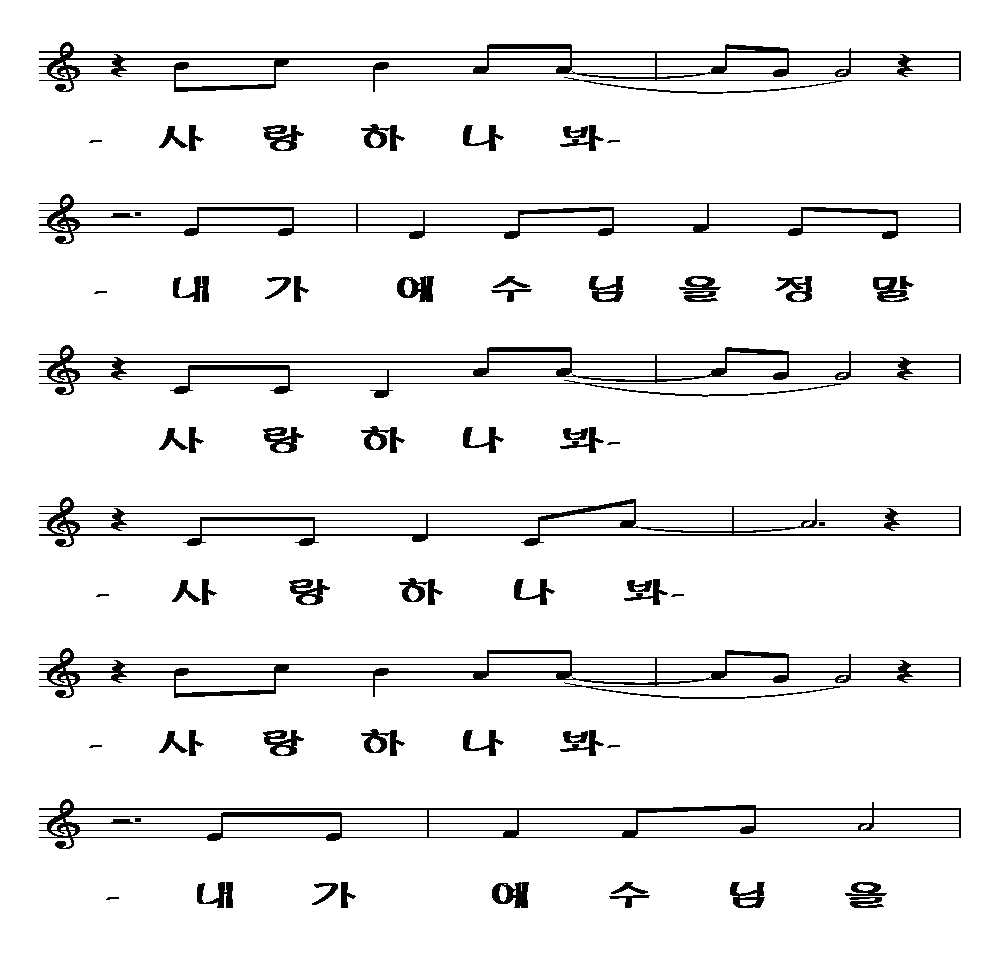 - 사 랑 하 나 봐-
- 내 가 예 수 님 을 정 말
사 랑 하 나 봐-
- 사 랑 하 나 봐-
- 사 랑 하 나 봐-
- 내 가 예 수 님 을